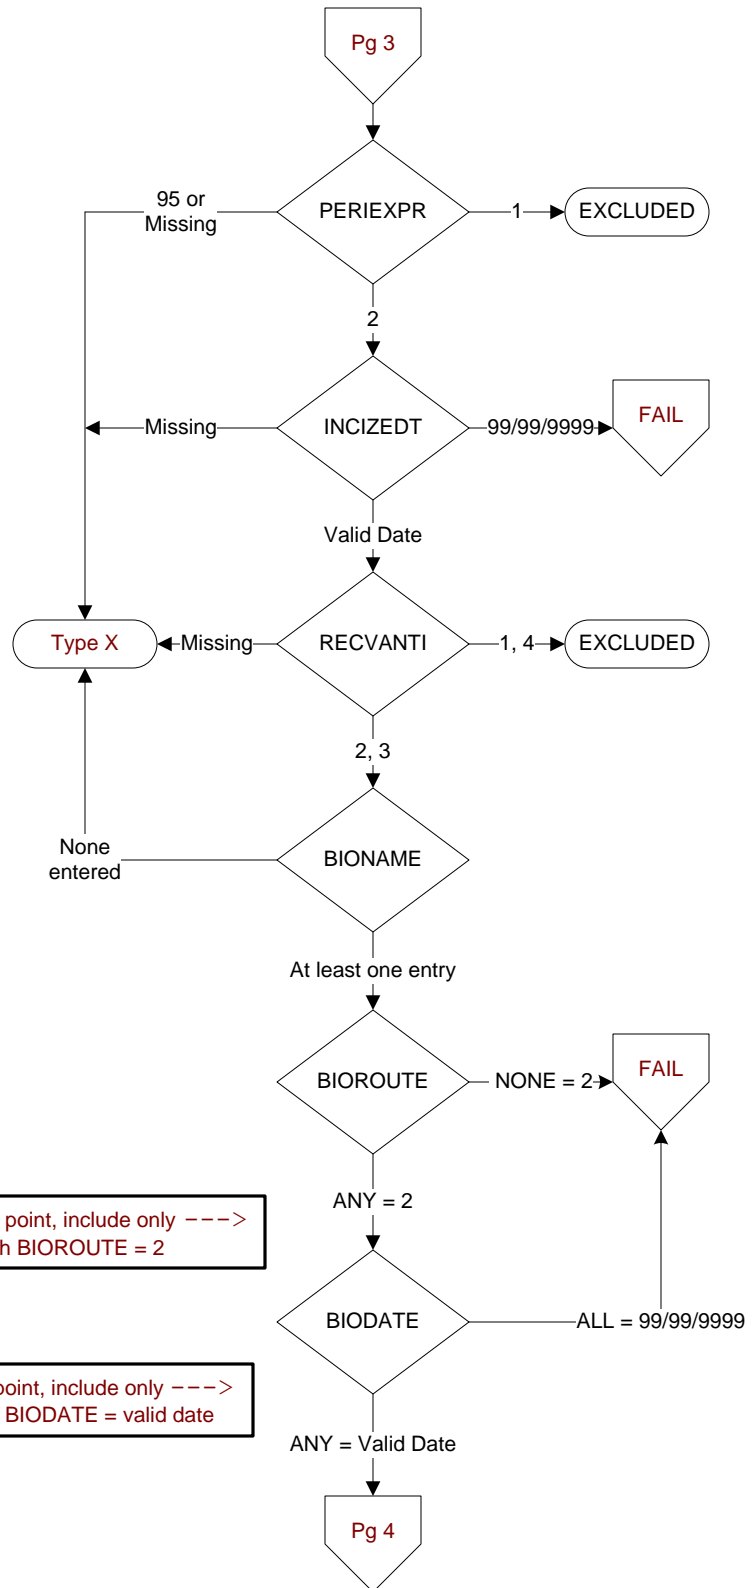 Pg 3
95 or
Missing
PERIEXPR
1
EXCLUDED
2
Missing
INCIZEDT
99/99/9999
FAIL
Valid Date
Type X
Missing
RECVANTI
1, 4
EXCLUDED
2, 3
None
entered
BIONAME
At least one entry
BIOROUTE
NONE = 2
FAIL
ANY = 2
point, include only --->
BIOROUTE = 2
BIODATE
ALL = 99/99/9999
point, include only --->
BIODATE = valid date
ANY = Valid Date
Pg 4